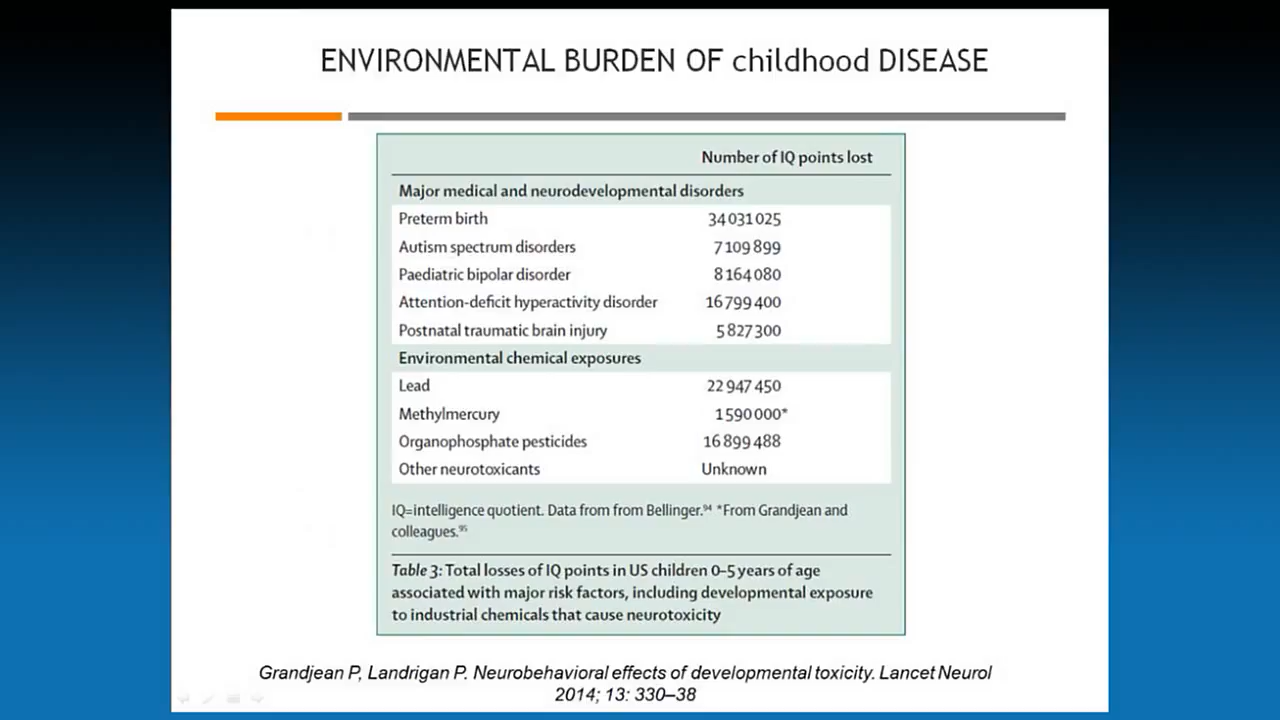 ENVIRONMENTAL BURDEN OF childhood DISEASE
Number of IQ points lost
Major medical and neurodevelopmental disorders
Preterm birth 34 031 025
Autism spectrum disorders 7 109 899
Paediatric bipolar disorder 8 164 080
Attention-deficit hyperactivity disorder 16 799 400
Postnatal traumatic brain injury 5 827 300
Environmental chemical exposures
Lead 22 947 450
Methylmercury 1 590 000*
Organophosphate pesticides 16 899 488
Other neurotoxicants Unknown
IQ=intelligence quotient. Data from from Bellinger.⁹⁴ *From Grandjean and
colleagues.⁹⁵
Table 3: Total losses of IQ points in US children 0–5 years of age
associated with major risk factors, including developmental exposure
to industrial chemicals that cause neurotoxicity
Grandjean P, Landrigan P. Neurobehavioral effects of developmental toxicity. Lancet Neurol
2014; 13: 330–38